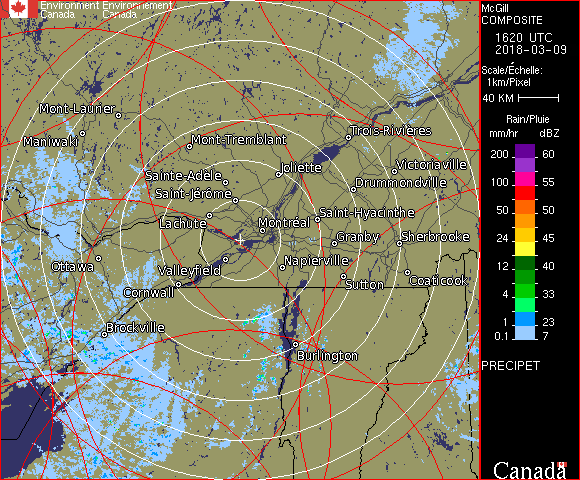 Environment Environnement
Canada Canada
McGill
COMPOSITE
1620 UTC
2018-03-09
Scale/Échelle:
1km/Pixel
40 KM
Rain/Pluie
mm/hr dBZ
200 60
100 55
50 50
24 45
12 40
4 33
1 23
0.1 7
PRECIPET
Canada
Mont-Laurier
Maniwaki
Mont-Tremblant
Trois-Rivières
Sainte-Adèle
Joliette
Victoriaville
Saint-Jérôme
Drummondville
Lachute
Montréal
Saint-Hyacinthe
Granby
Sherbrooke
Ottawa
Valleyfield
Napierville
Cornwall
Sutton
Coaticook
Brockville
Burlington